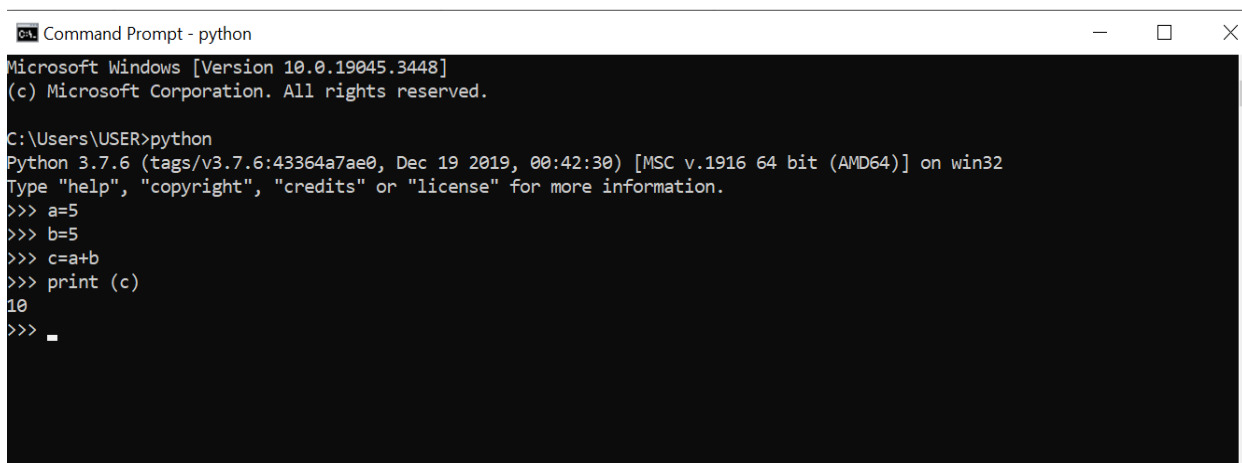 Command Prompt - python
Microsoft Windows [Version 10.0.19045.3448]
(c) Microsoft Corporation. All rights reserved.
C:\Users\USER>python
Python 3.7.6 (tags/v3.7.6:43364a7ae0, Dec 19 2019, 00:42:30) [MSC v.1916 64 bit (AMD64)] on win32
Type "help", "copyright", "credits" or "license" for more information.
>>> a=5
>>> b=5
>>> c=a+b
>>> print (c)
10
>>>